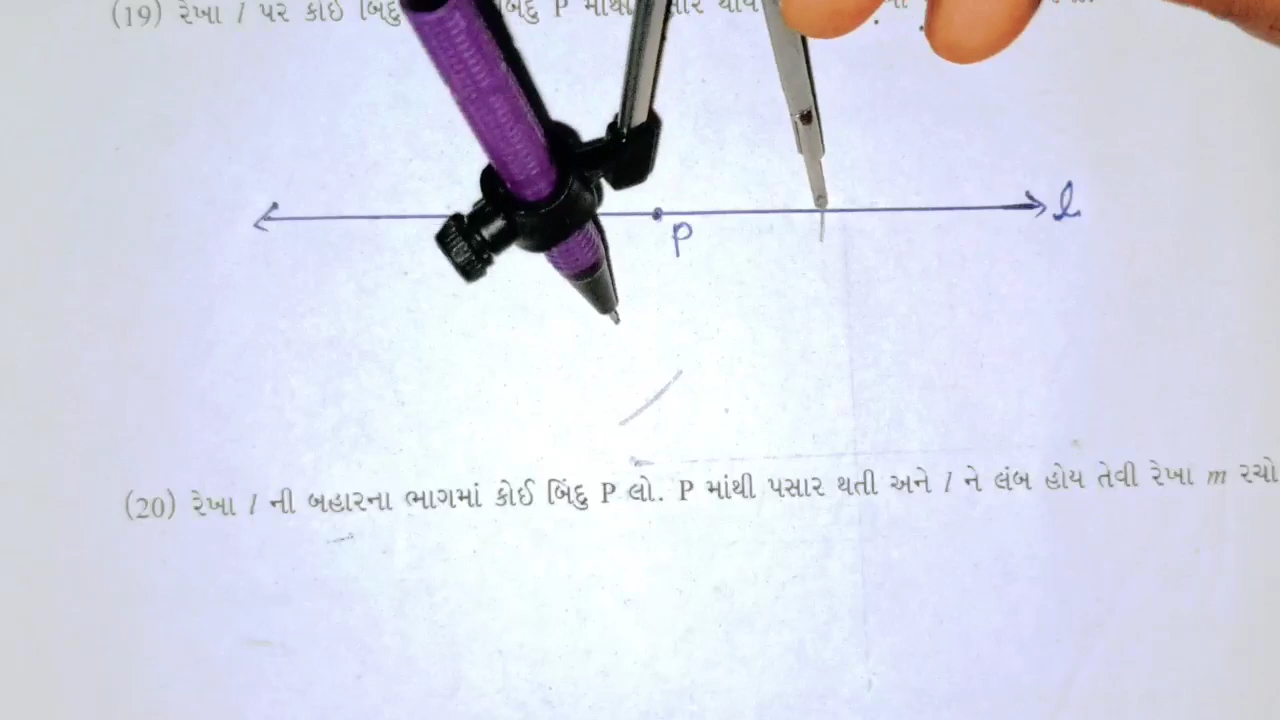 (19) રેખા l પર કોઈ બિંદુ બિંદુ P માંથી
l
P
(20) રેખા l ની બહારના ભાગમાં કોઈ બિંદુ P લો. P માંથી પસાર થતી અને l ને લંબ હોય તેવી રેખા m રચો